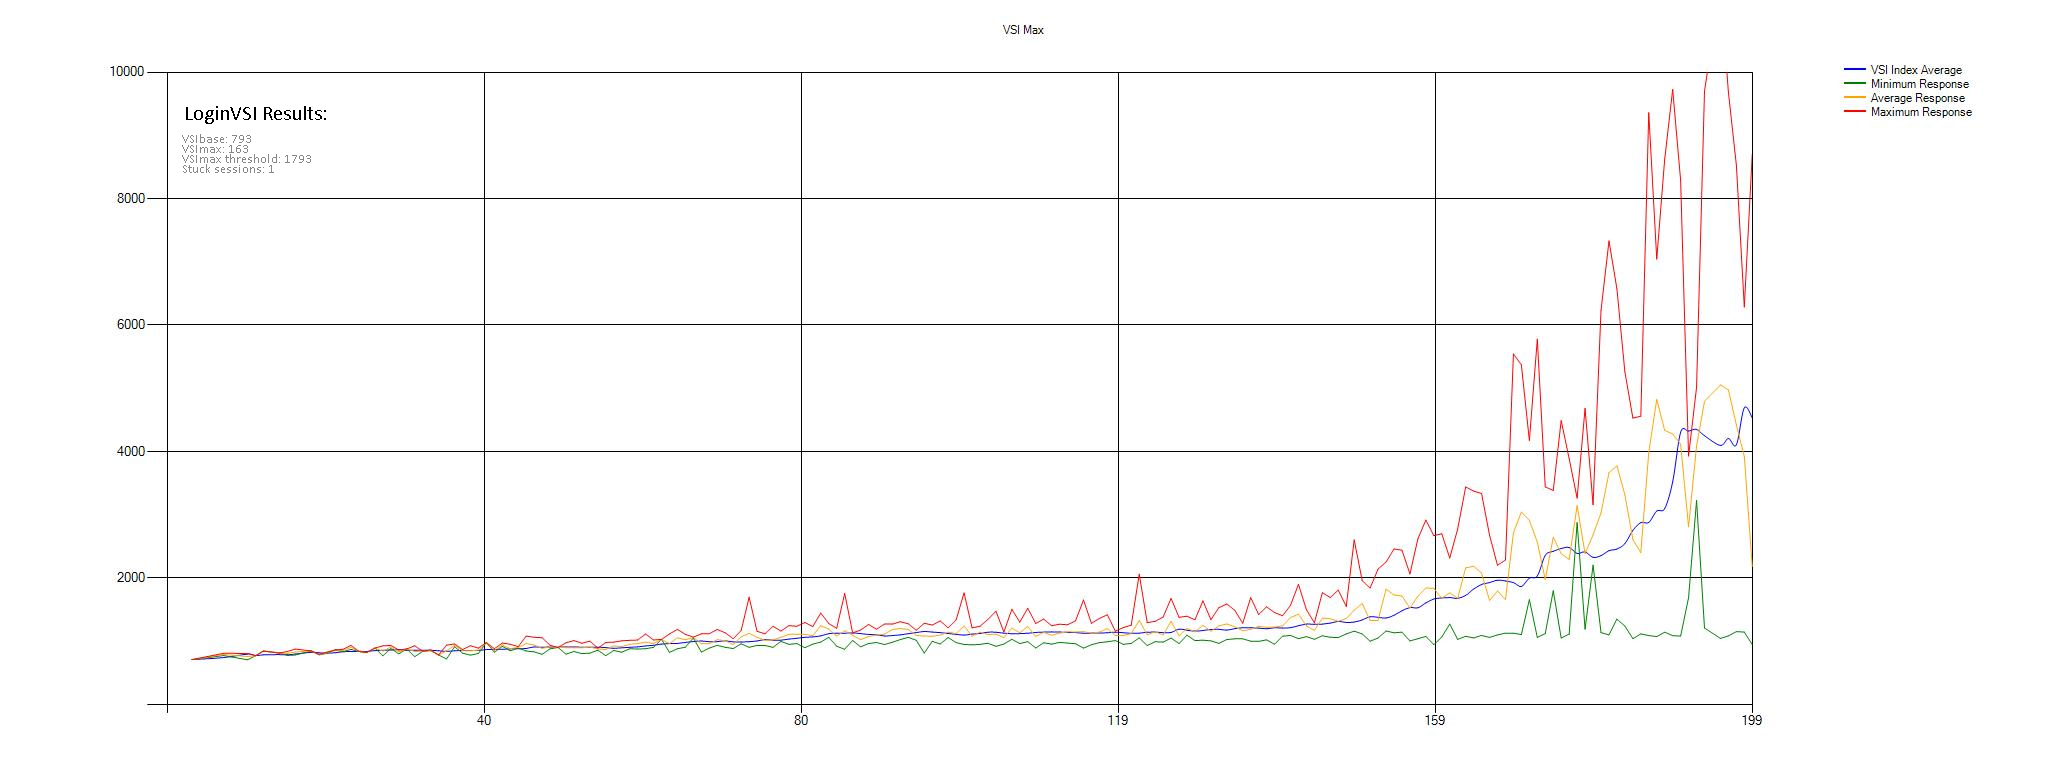 VSI Max
10000
8000
6000
4000
2000
LoginVSI Results:
VSIbase: 793
VSImax: 163
VSImax threshold: 1793
Stuck sessions: 1
40
80
119
159
199
VSI Index Average
Minimum Response
Average Response
Maximum Response